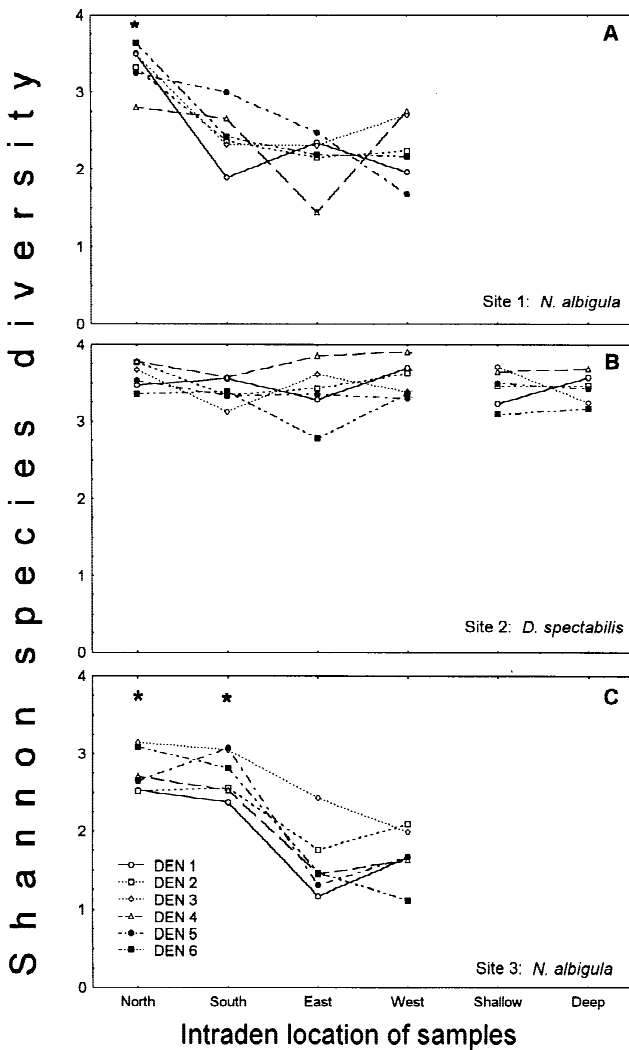 Shannon species diversity
4
3
2
1
0
*
A
Site 1: N. albigula
4
3
2
1
0
B
Site 2: D. spectabilis
4
3
2
1
0
* *
C
DEN 1
DEN 2
DEN 3
DEN 4
DEN 5
DEN 6
Site 3: N. albigula
North South East West Shallow Deep
Intraden location of samples